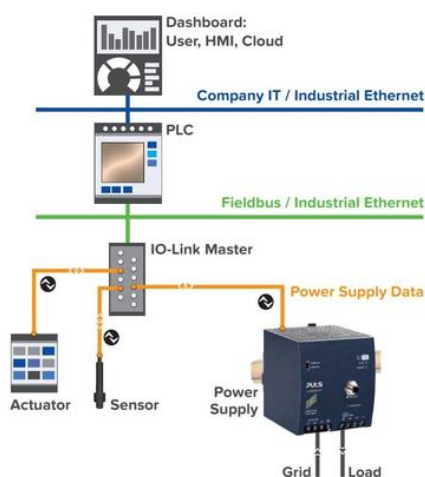 Dashboard:
User, HMI, Cloud
Company IT / Industrial Ethernet
PLC
Fieldbus / Industrial Ethernet
IO-Link Master
Power Supply Data
Actuator
Sensor
Power
Supply
PULS
Grid
Load